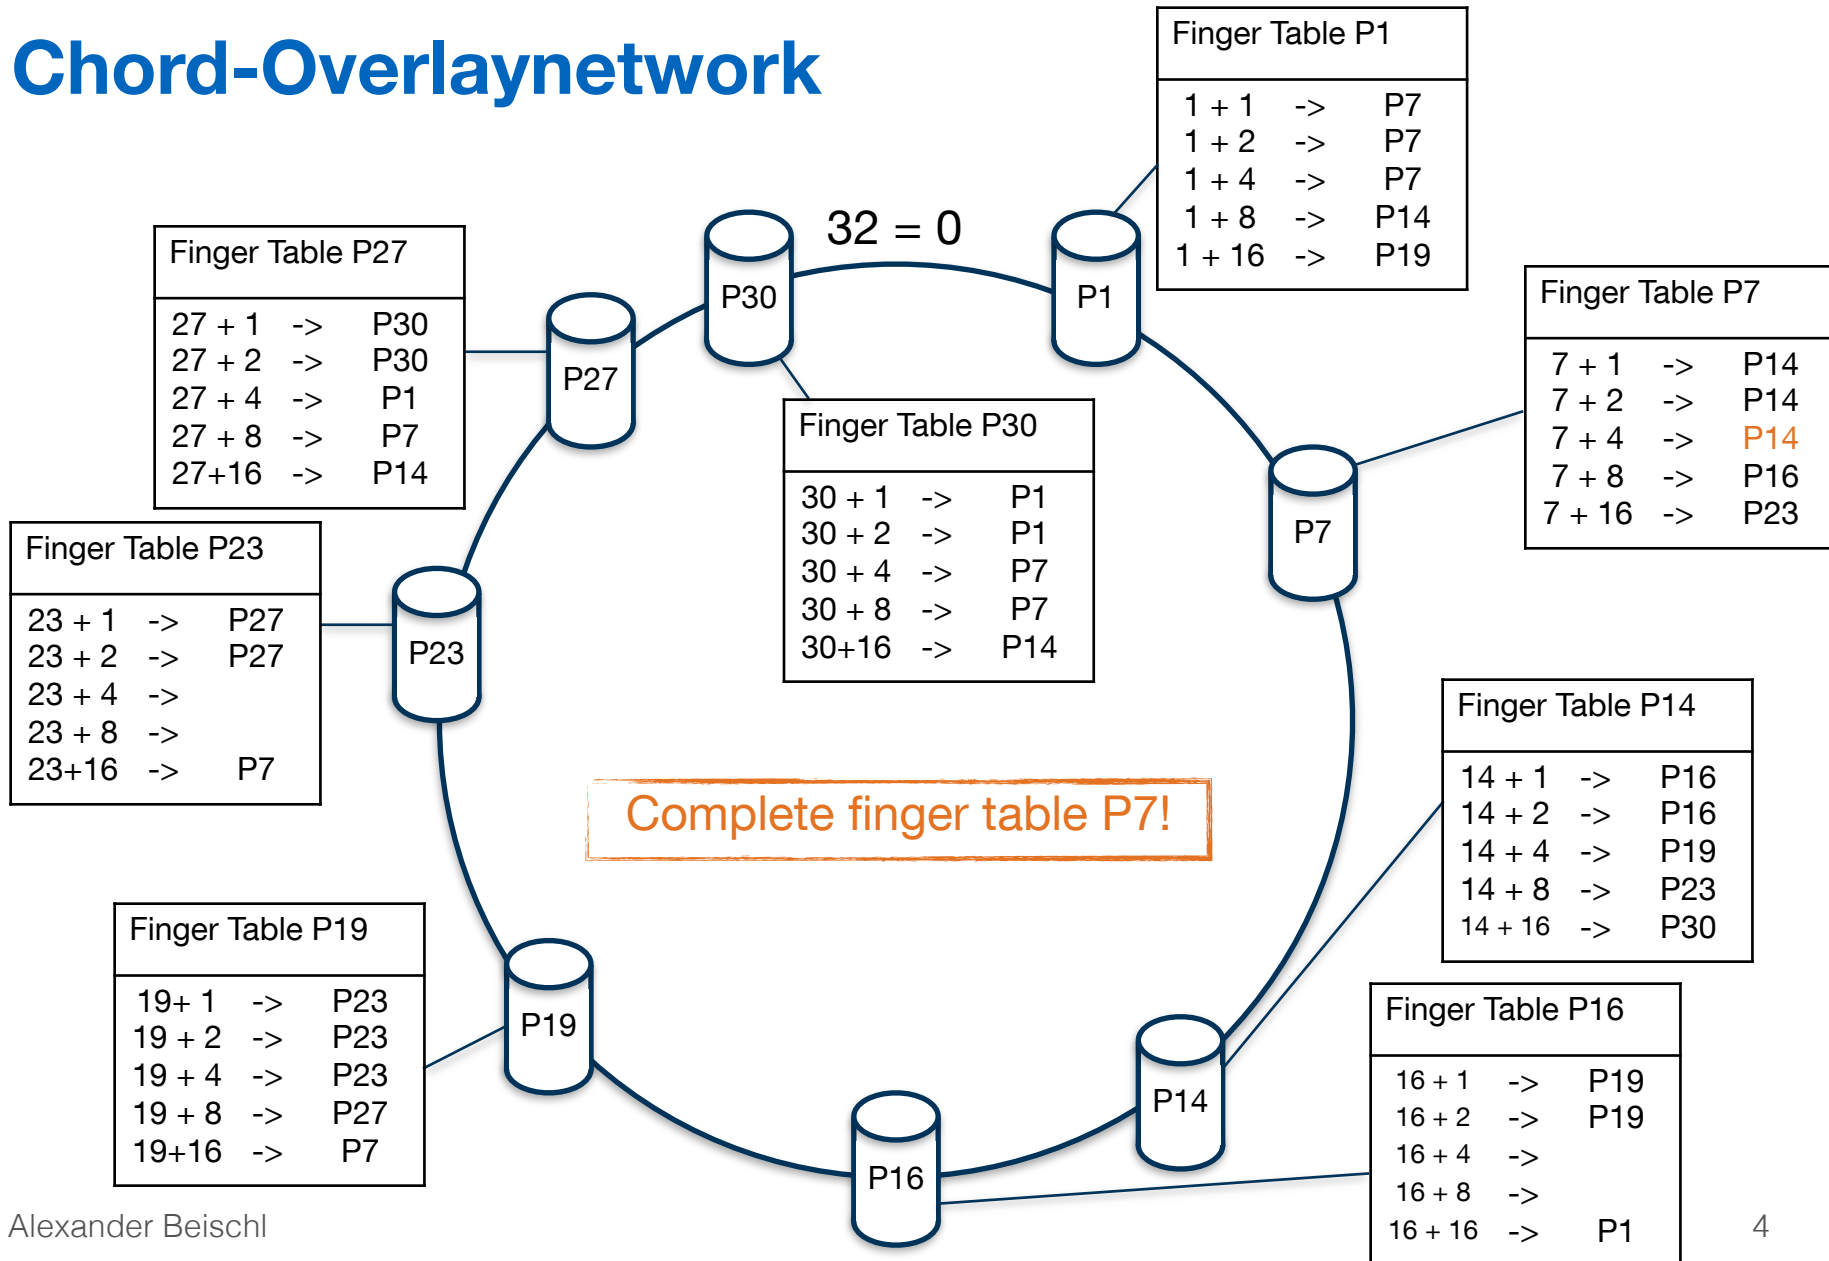 Chord-Overlaynetwork
Finger Table P1
1 + 1 -> P7
1 + 2 -> P7
1 + 4 -> P7
1 + 8 -> P14
1 + 16 -> P19
32 = 0
Finger Table P27
27 + 1 -> P30
27 + 2 -> P30
27 + 4 -> P1
27 + 8 -> P7
27+16 -> P14
P30
P1
Finger Table P7
7 + 1 -> P14
7 + 2 -> P14
7 + 4 -> P14
7 + 8 -> P16
7 + 16 -> P23
P27
Finger Table P30
30 + 1 -> P1
30 + 2 -> P1
30 + 4 -> P7
30 + 8 -> P7
30+16 -> P14
P7
Finger Table P23
23 + 1 -> P27
23 + 2 -> P27
23 + 4 ->
23 + 8 ->
23+16 -> P7
P23
Finger Table P14
14 + 1 -> P16
14 + 2 -> P16
14 + 4 -> P19
14 + 8 -> P23
14 + 16 -> P30
Complete finger table P7!
Finger Table P19
19+ 1 -> P23
19 + 2 -> P23
19 + 4 -> P23
19 + 8 -> P27
19+16 -> P7
P19
P14
P16
Finger Table P16
16 + 1 -> P19
16 + 2 -> P19
16 + 4 ->
16 + 8 ->
16 + 16 -> P1
Alexander Beischl
4